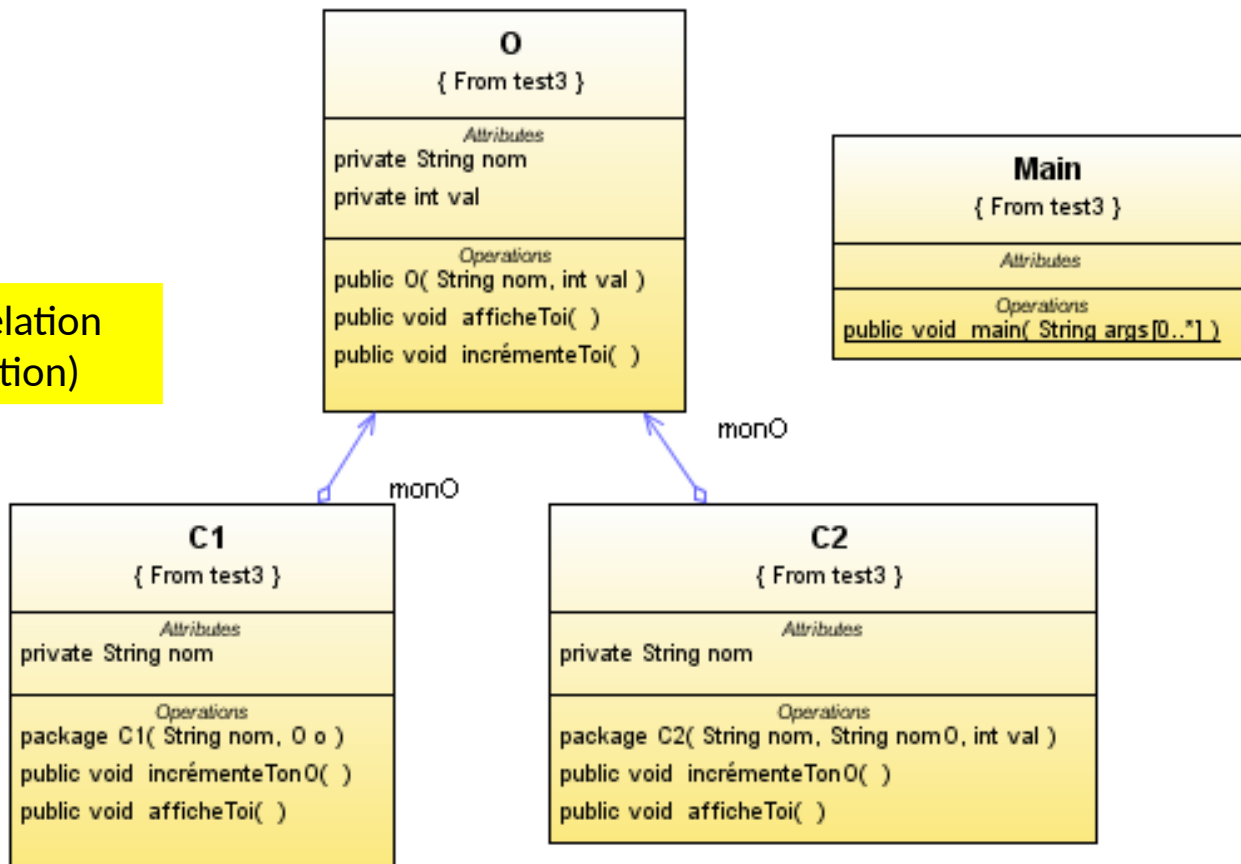 O
{ From test3 }
Attributes
private String nom
private int val
Operations
public O( String nom, int val )
public void afficheToi( )
public void incrémenteToi( )
Main
{ From test3 }
Attributes
Operations
public void main( String args[0..*] )
elation
tion)
monO
monO
C1
{ From test3 }
Attributes
private String nom
Operations
package C1( String nom, O o )
public void incrémenteTonO( )
public void afficheToi( )
C2
{ From test3 }
Attributes
private String nom
Operations
package C2( String nom, String nomO, int val )
public void incrémenteTonO( )
public void afficheToi( )